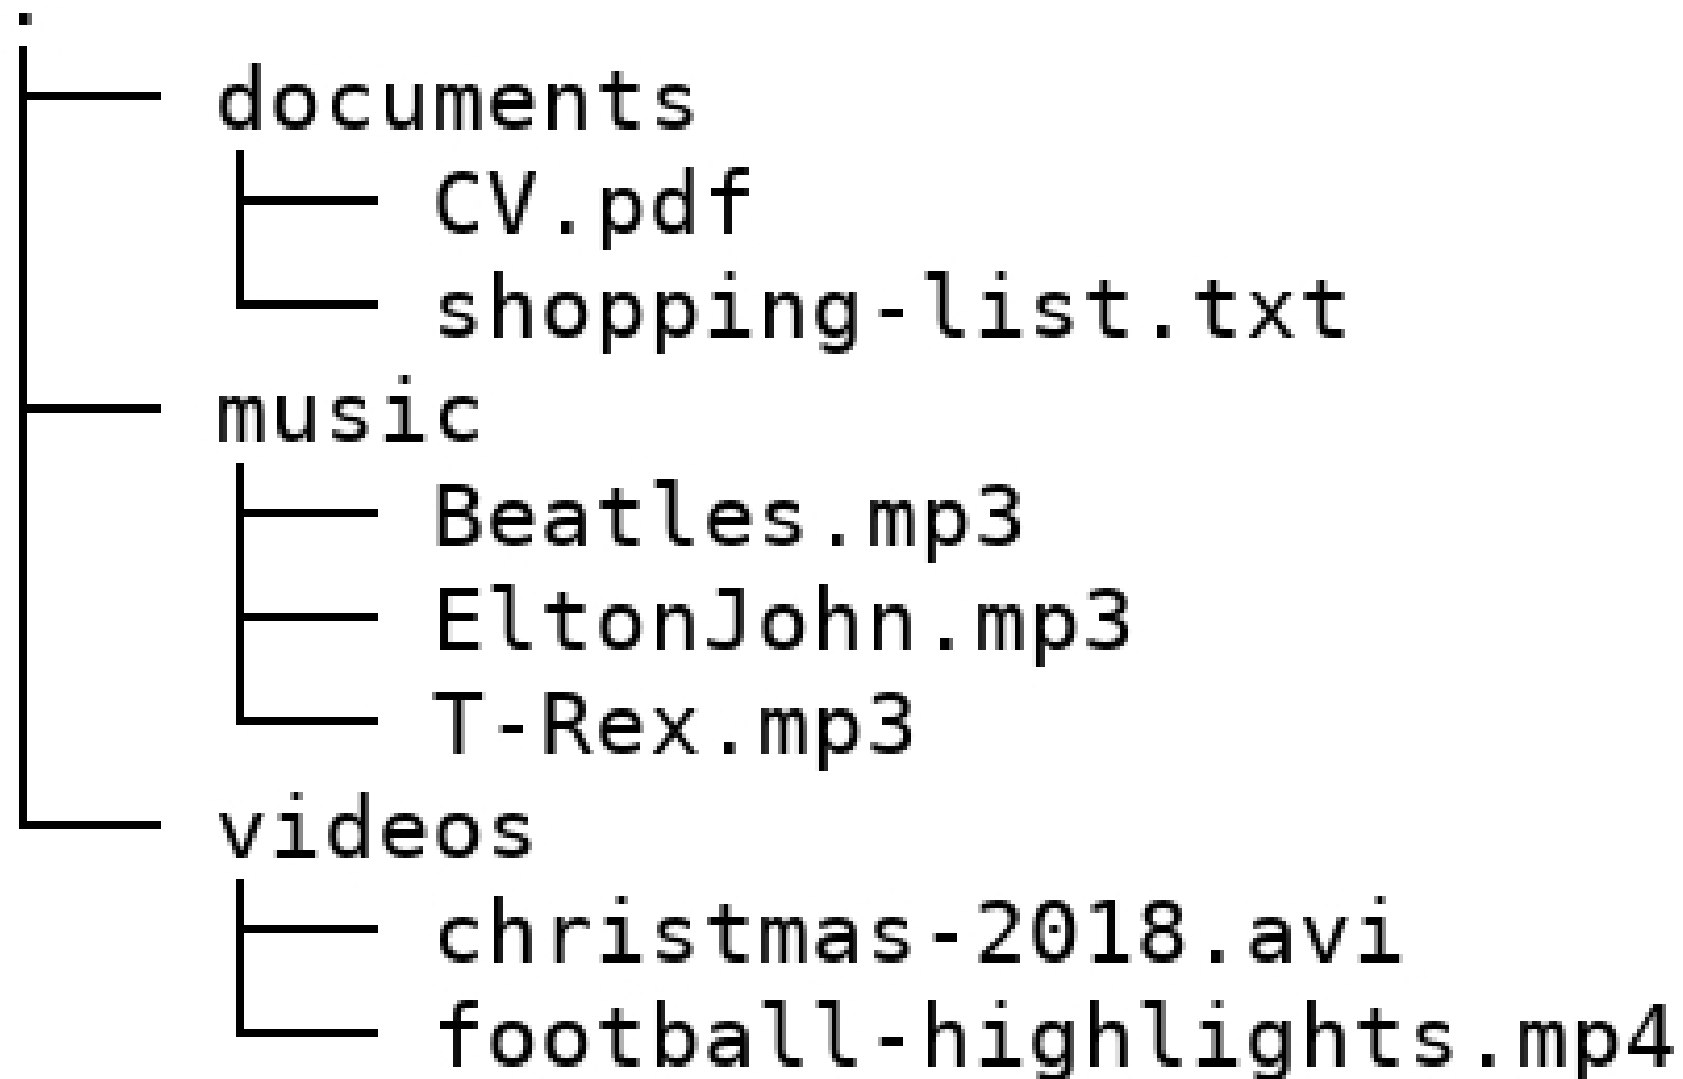 .
documents
CV.pdf
shopping-list.txt
music
Beatles.mp3
EltonJohn.mp3
T-Rex.mp3
videos
christmas-2018.avi
football-highlights.mp4